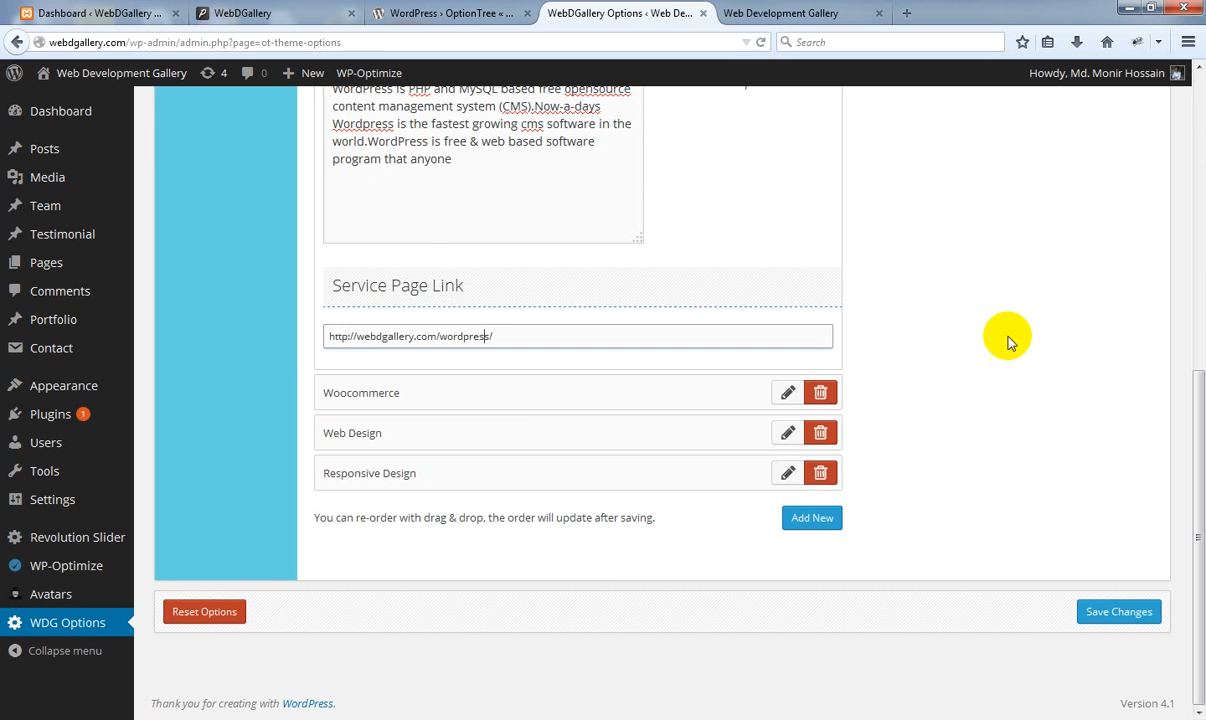 Dashboard ‹ WebDGallery ...
WebDGallery
WordPress › OptionTree « ...
WebDGallery Options ‹ Web De...
Web Development Gallery
webdgallery.com/wp-admin/admin.php?page=ot-theme-options
Search
Web Development Gallery
4
0
New
WP-Optimize
Howdy, Md. Monir Hossain
Dashboard
Posts
Media
Team
Testimonial
Pages
Comments
Portfolio
Contact
Appearance
Plugins 1
Users
Tools
Settings
Revolution Slider
WP-Optimize
Avatars
WDG Options
Collapse menu
WordPress is PHP and MySQL based free opensource
content management system (CMS).Now-a-days
Wordpress is the fastest growing cms software in the
world.WordPress is free & web based software
program that anyone
Service Page Link
http://webdgallery.com/wordpress/
Woocommerce
Web Design
Responsive Design
You can re-order with drag & drop, the order will update after saving.
Add New
Reset Options
Save Changes
Thank you for creating with WordPress.
Version 4.1